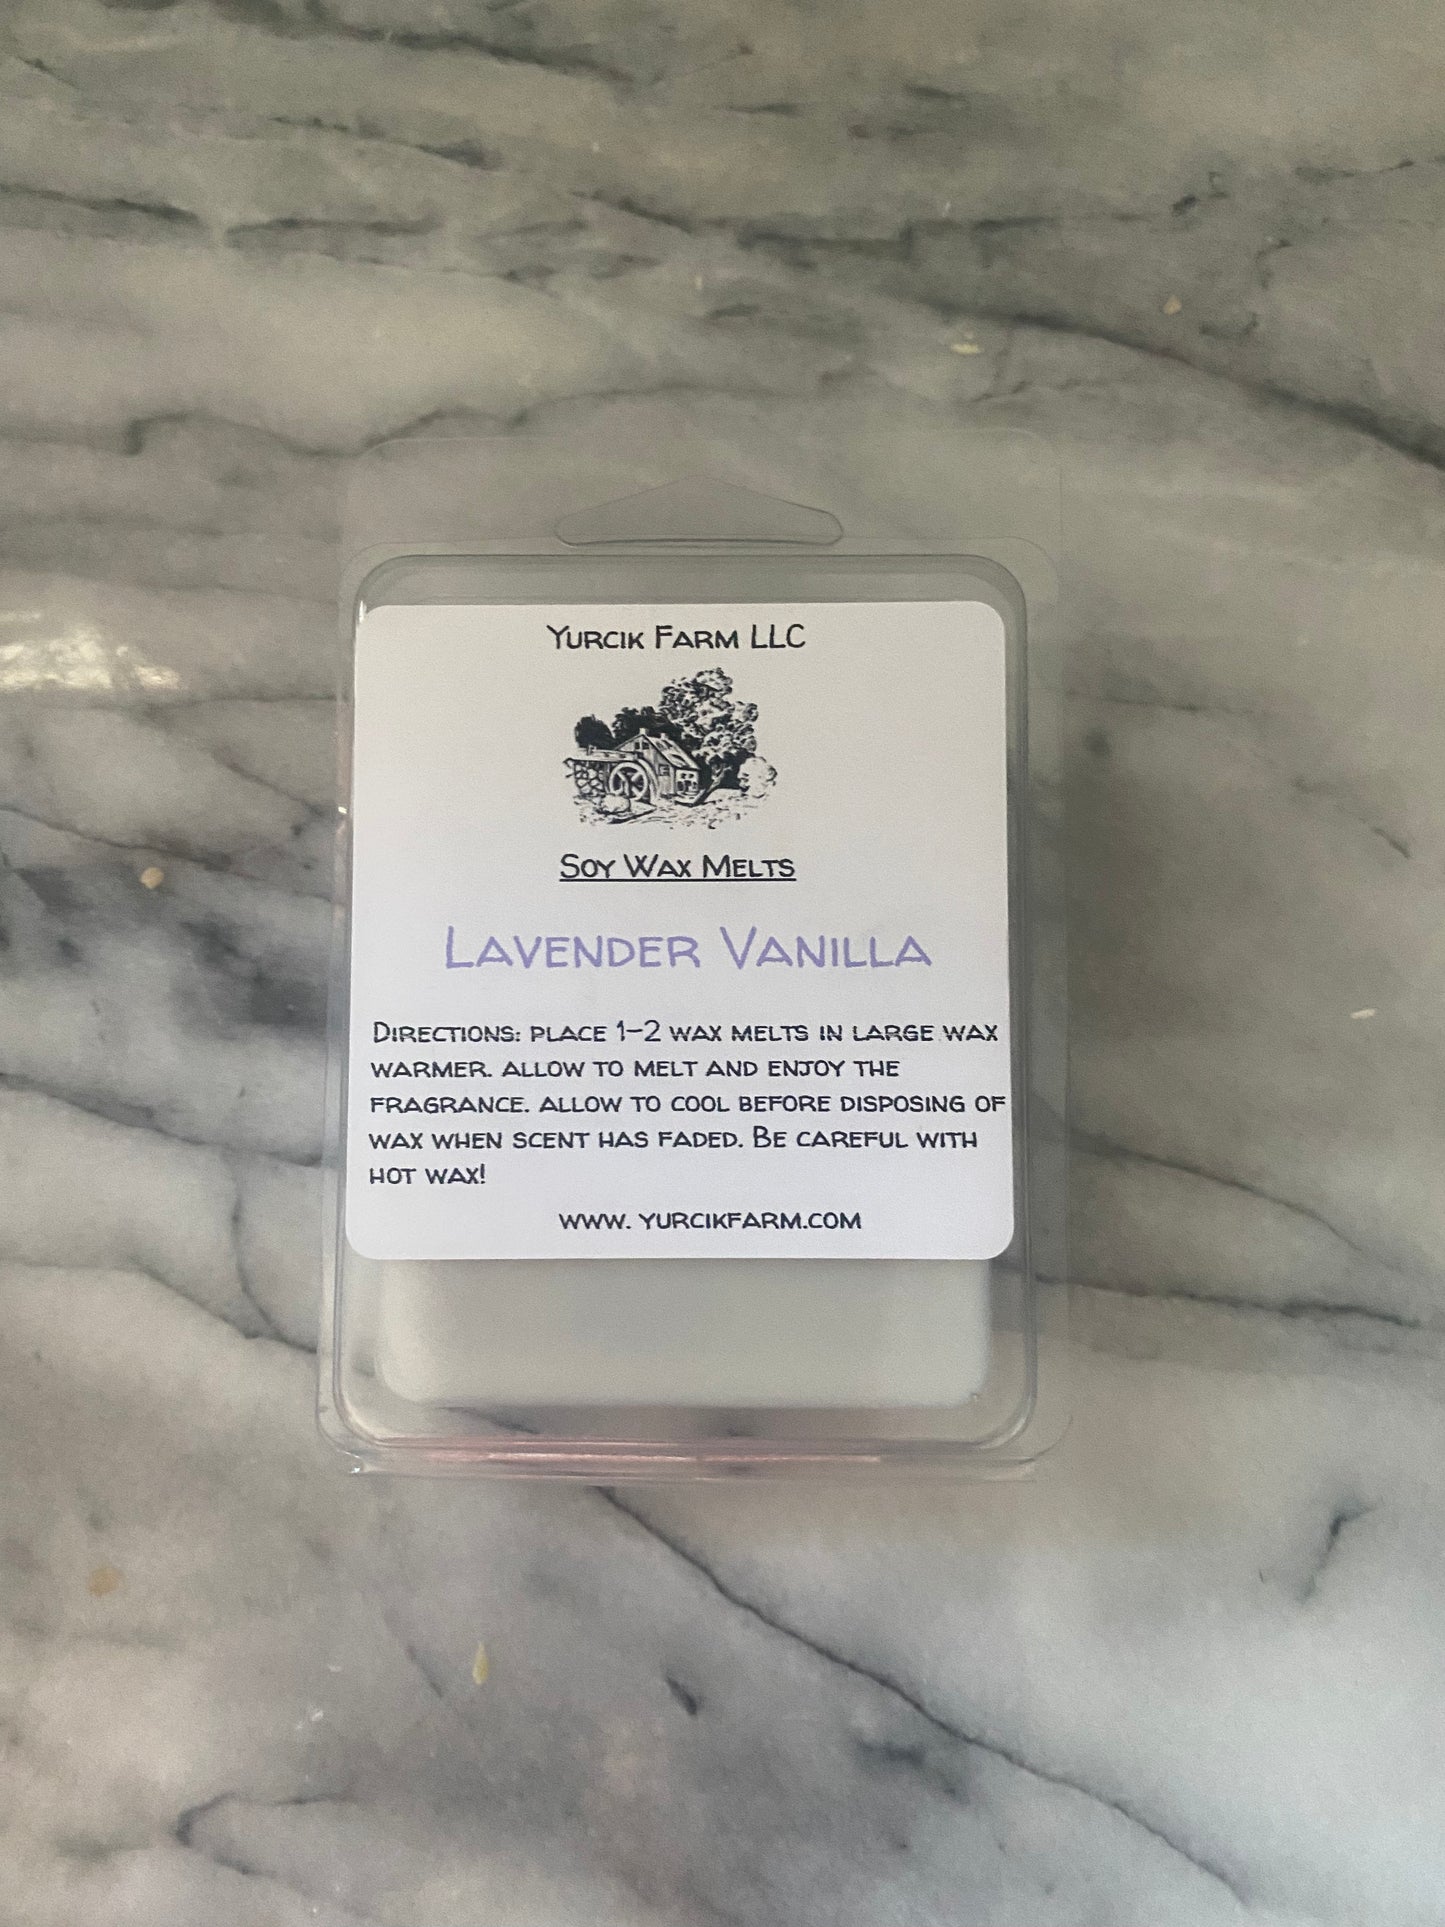 Yurcik Farm LLC
Soy Wax Melts
Lavender Vanilla
Directions: place 1-2 wax melts in large wax
warmer. allow to melt and enjoy the
fragrance. allow to cool before disposing of
wax when scent has faded. Be careful with
hot wax!
www. yurcikfarm.com